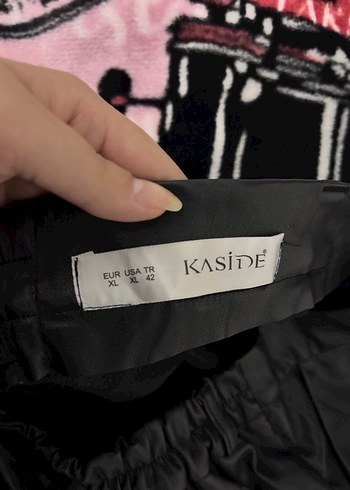 KASİDE®
EUR USA TR
XL XL 42